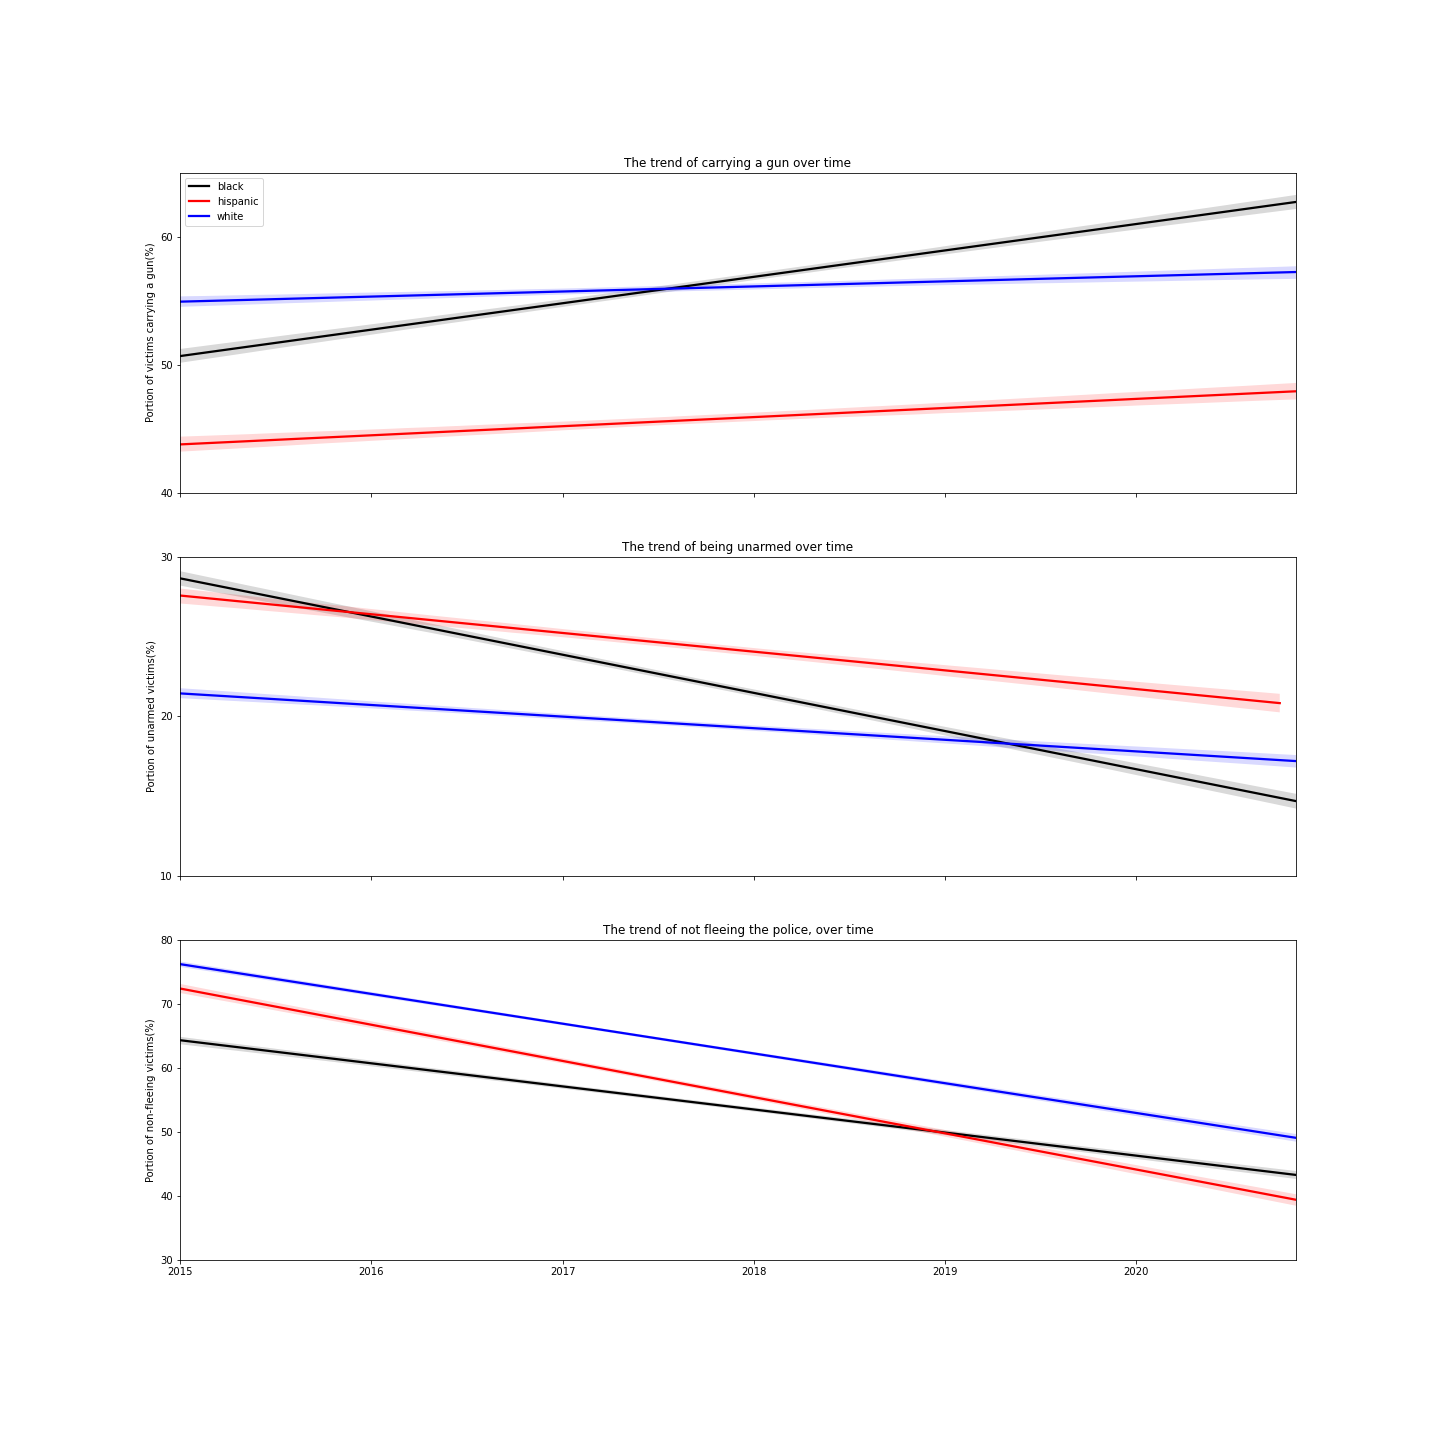 The trend of carrying a gun over time
black
hispanic
white
Portion of victims carrying a gun(%)
60
50
40
The trend of being unarmed over time
Portion of unarmed victims(%)
30
20
10
The trend of not fleeing the police, over time
Portion of non-fleeing victims(%)
80
70
60
50
40
30
2015 2016 2017 2018 2019 2020